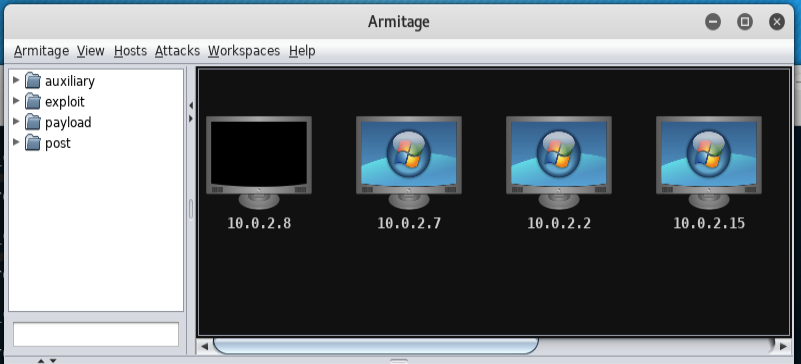 Armitage
Armitage View Hosts Attacks Workspaces Help
auxiliary
exploit
payload
post
10.0.2.8 10.0.2.7 10.0.2.2 10.0.2.15